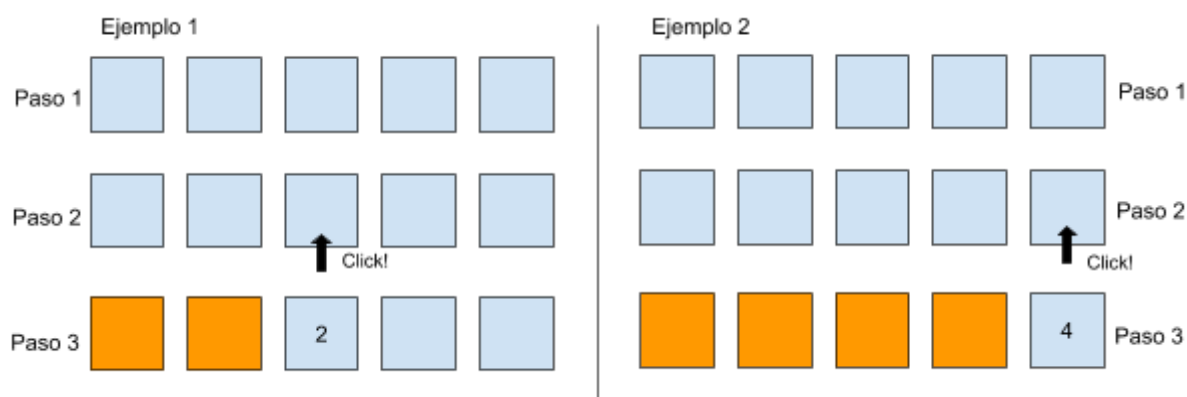 Ejemplo 1
Paso 1
Paso 2
Click!
Paso 3
2
Ejemplo 2
Paso 1
Paso 2
Click!
4
Paso 3